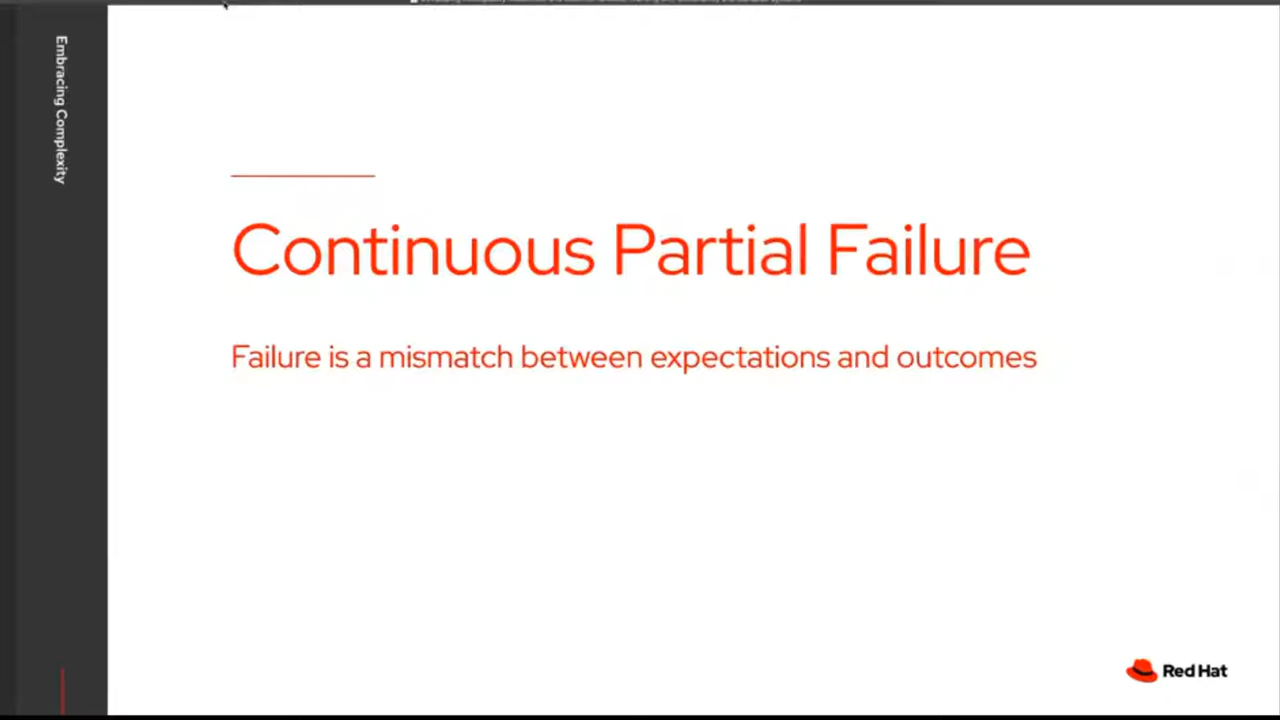 Embracing Complexity
Continuous Partial Failure
Failure is a mismatch between expectations and outcomes
Red Hat